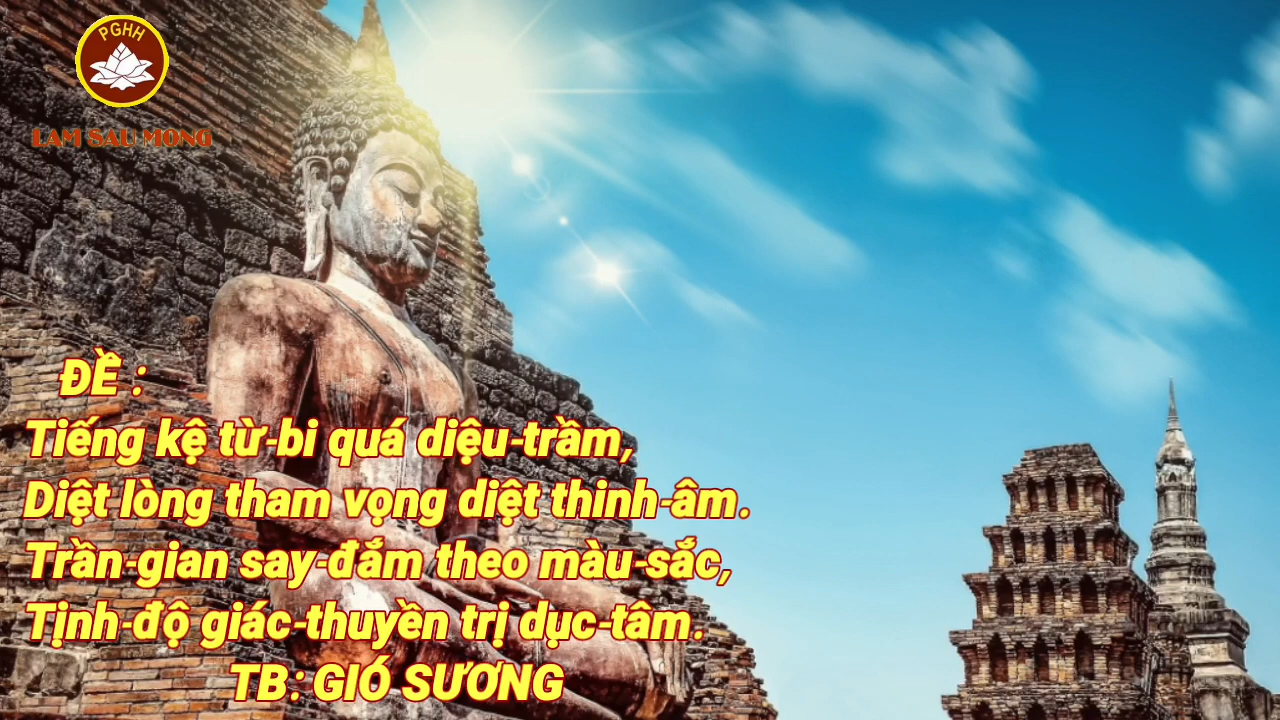 PGHH
LAM SAU MONG
ĐỀ :
Tiếng kệ từ-bi quá diệu-trầm,
Diệt lòng tham vọng diệt thinh-âm.
Trần-gian say-đắm theo màu-sắc,
Tịnh-độ giác-thuyền trị dục-tâm.
TB: GIÓ SƯƠNG